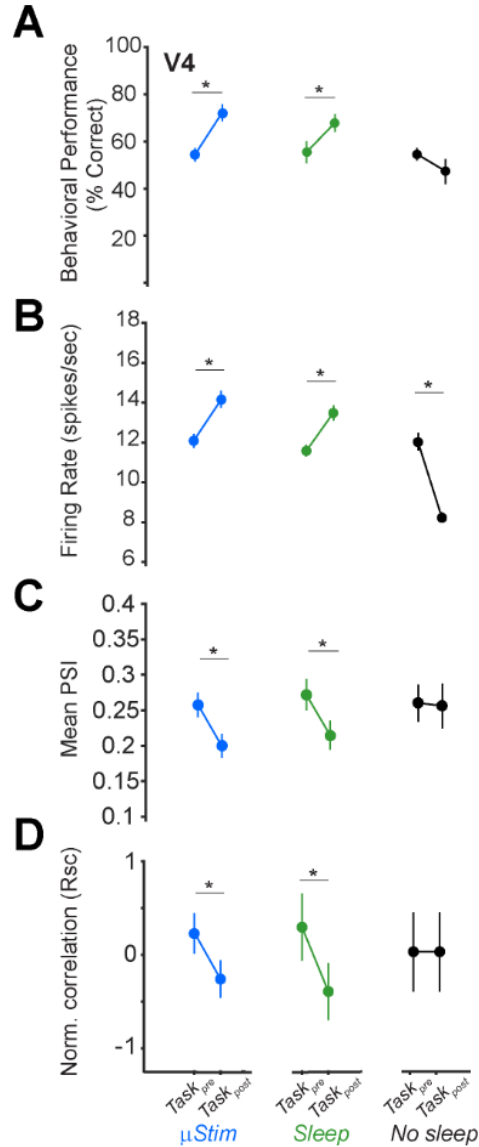 A
V4
Behavioral Performance
(% Correct)
100
80
60
40
20
*
*
B
Firing Rate (spikes/sec)
18
16
14
12
10
8
6
*
*
*
C
Mean PSI
0.4
0.35
0.3
0.25
0.2
0.15
0.1
*
*
D
Norm. correlation (Rsc)
1
0
-1
*
*
Task pre
Task post
Task pre
Task post
Task pre
Task post
μStim
Sleep
No sleep